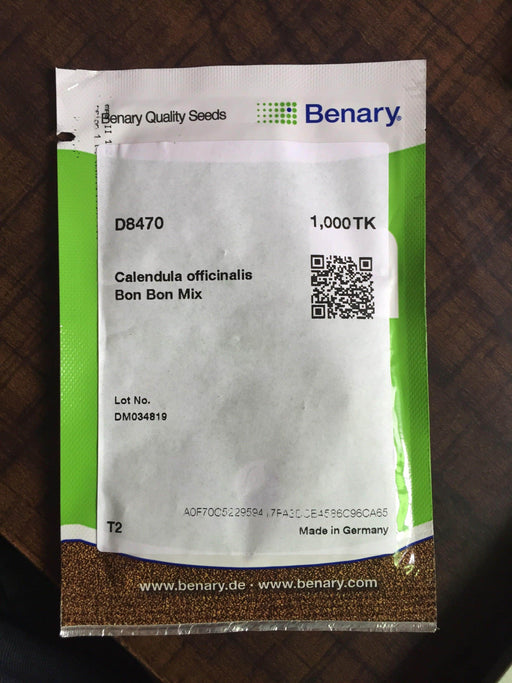 Benary Quality Seeds
Benary®
D8470
1,000TK
Calendula officinalis
Bon Bon Mix
Lot No.
DM034819
T2
Made in Germany
www.benary.de · www.benary.com